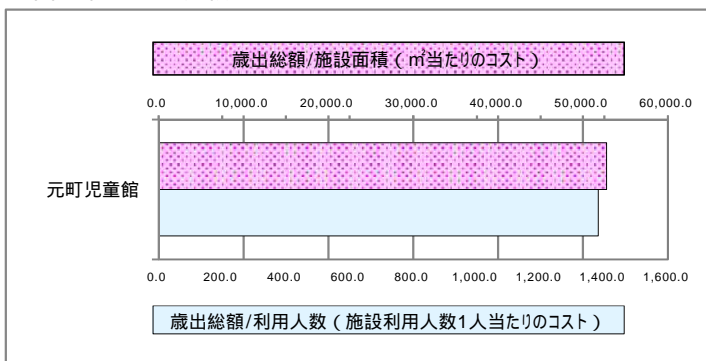 歳出総額/施設面積(㎡当たりのコスト)
0.0 10,000.0 20,000.0 30,000.0 40,000.0 50,000.0 60,000.0
元町児童館
0.0 200.0 400.0 600.0 800.0 1,000.0 1,200.0 1,400.0 1,600.0
歳出総額/利用人数(施設利用人数1人当たりのコスト)